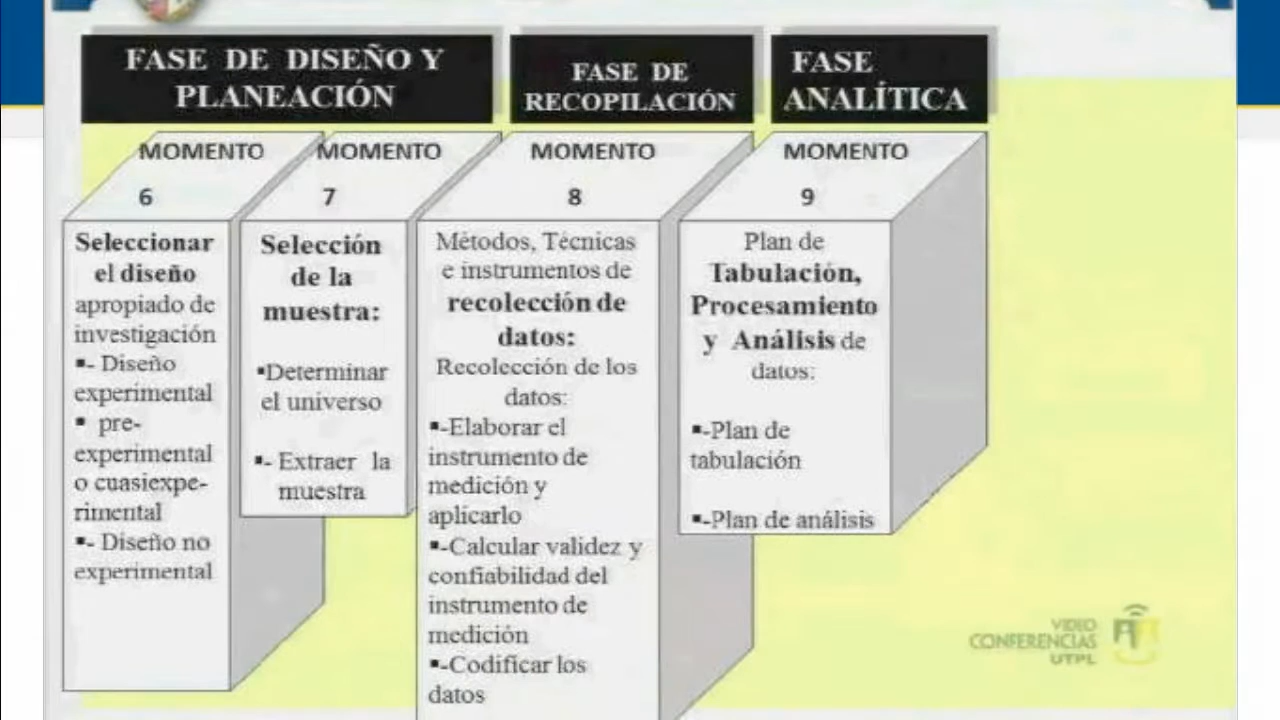 FASE DE DISEÑO Y
PLANEACIÓN
FASE DE
RECOPILACIÓN
FASE
ANALÍTICA
MOMENTO
6
Seleccionar
el diseño
apropiado de
investigación
▪- Diseño
experimental
▪ pre-
experimental
o cuasiexpe-
rimental
▪- Diseño no
experimental
MOMENTO
7
Selección
de la
muestra:
▪Determinar
el universo
▪- Extraer la
muestra
MOMENTO
8
Métodos, Técnicas
e instrumentos de
recolección de
datos:
Recolección de los
datos:
▪-Elaborar el
instrumento de
medición y
aplicarlo
▪-Calcular validez y
confiabilidad del
instrumento de
medición
▪-Codificar los
datos
MOMENTO
9
Plan de
Tabulación,
Procesamiento
y Análisis de
datos:
▪-Plan de
tabulación
▪-Plan de análisis
VIDEO
CONFERENCIAS
UTPL